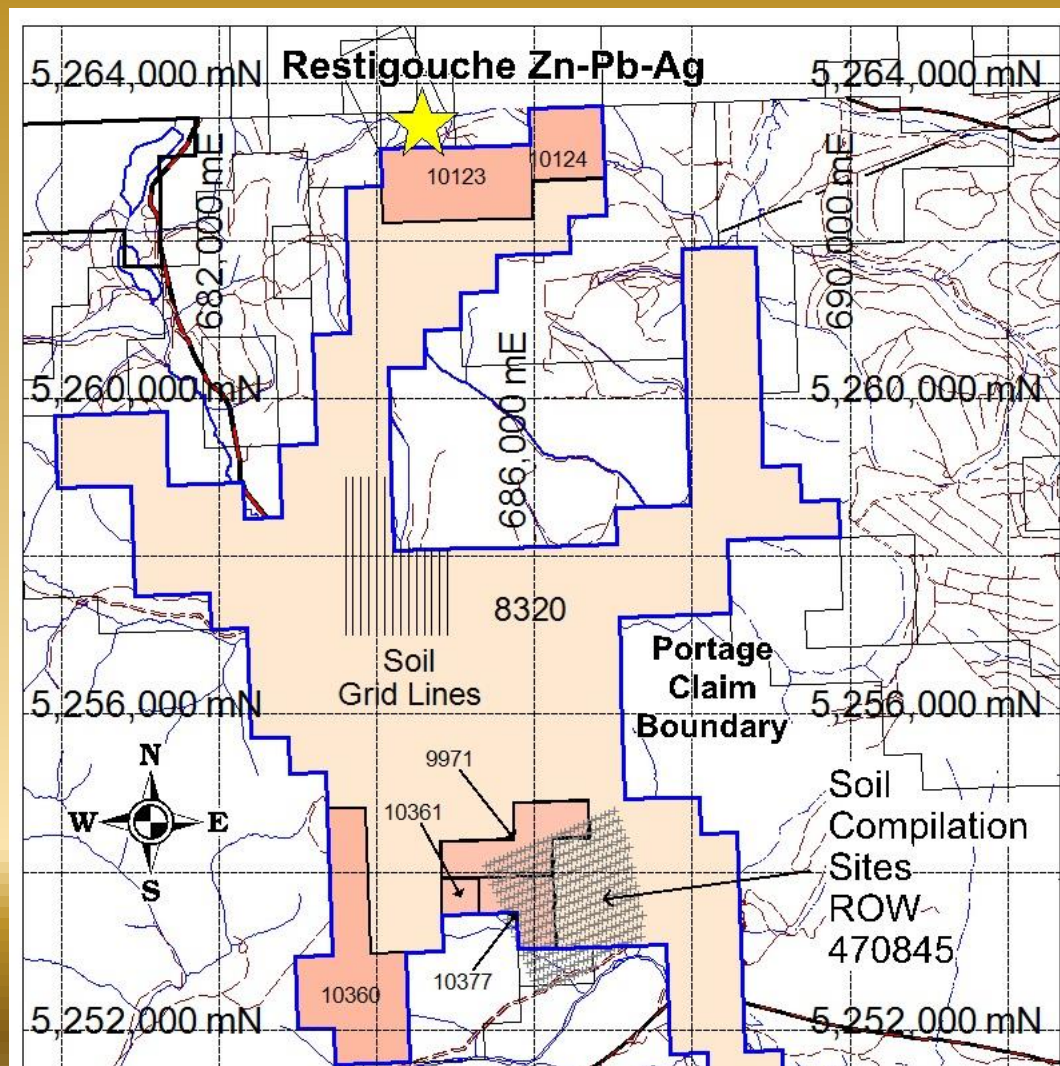 Restigouche Zn-Pb-Ag
5,264,000 mN
5,264,000 mN
10124
10123
682,000 mE
690,000 mE
686,000 mE
5,260,000 mN
5,260,000 mN
8320
Soil
Grid Lines
Portage
Claim
Boundary
5,256,000 mN
5,256,000 mN
9971
10361
N
W
E
S
Soil
Compilation
Sites
ROW
470845
10377
10360
5,252,000 mN
5,252,000 mN